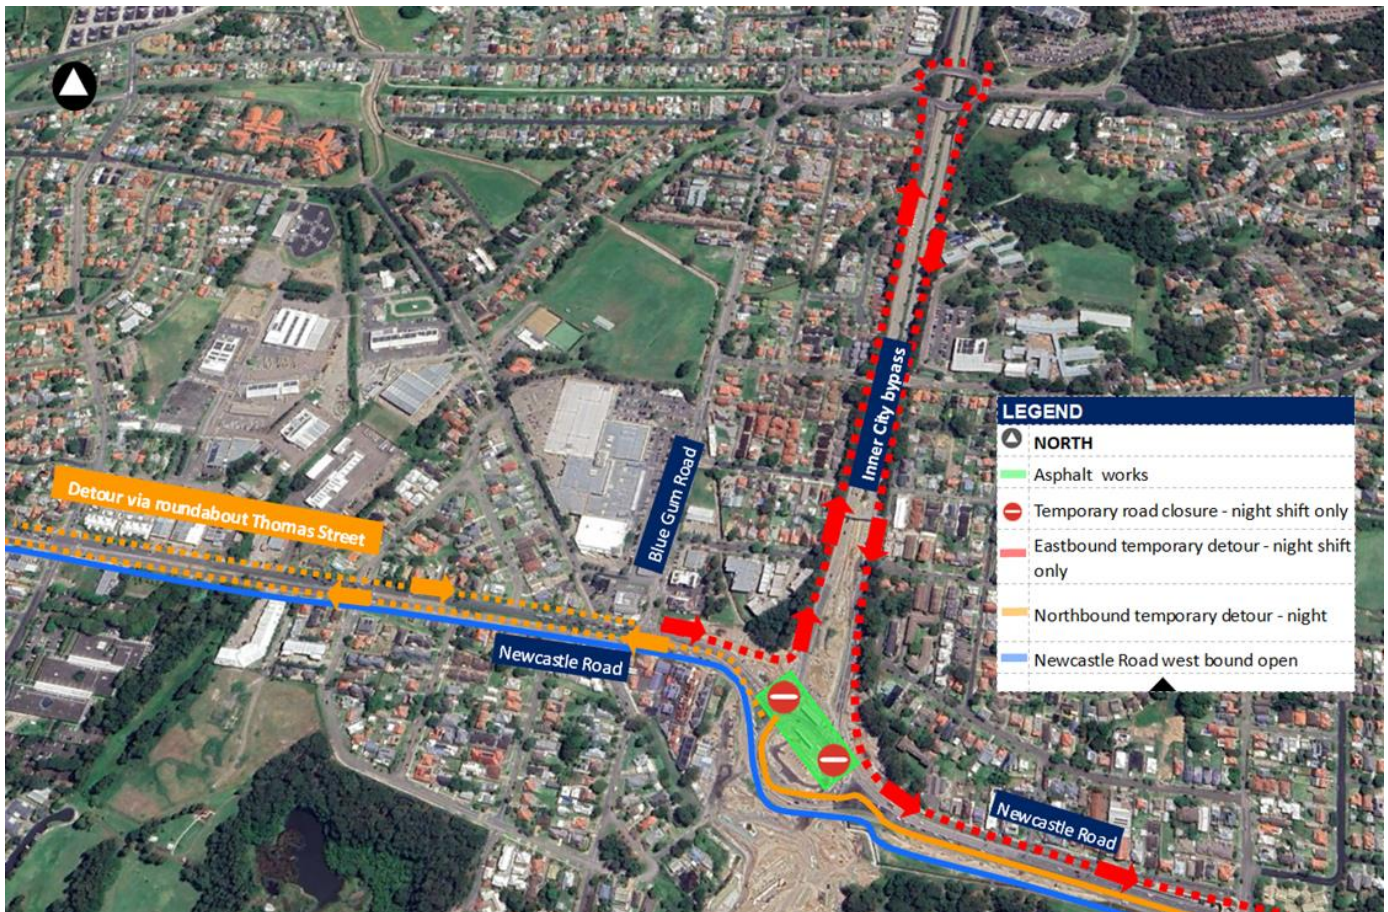 Inner City bypass
LEGEND
NORTH
Asphalt works
Temporary road closure - night shift only
Eastbound temporary detour - night shift
only
Northbound temporary detour - night
Newcastle Road west bound open
Blue Gum Road
Detour via roundabout Thomas Street
Newcastle Road
Newcastle Road